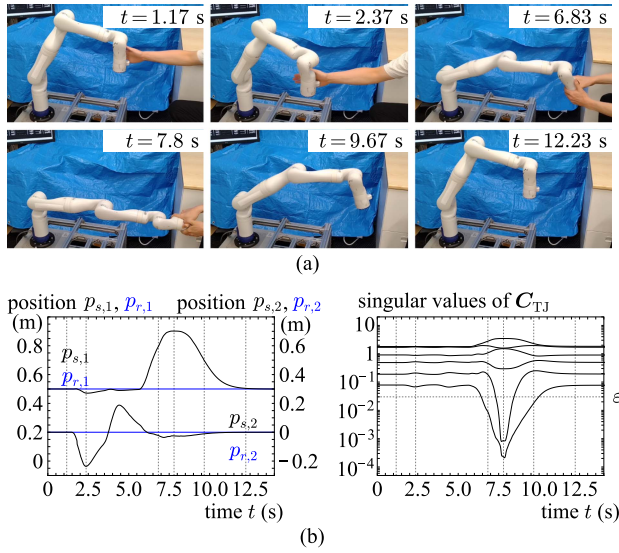 t=1.17 s
t=2.37 s
t=6.83 s
t=7.8 s
t=9.67 s
t=12.23 s
(a)
position p_{s,1}, p_{r,1}
position p_{s,2}, p_{r,2}
(m)
(m)
0.8
0.6
0.4
0.2
0
0.6
0.4
0.2
0
−0.2
p_{s,1}
p_{r,1}
p_{s,2}
p_{r,2}
0 2.5 5.0 7.5 10.0 12.5
time t (s)
singular values of C_{TJ}
10
1
10^{-1}
10^{-2}
10^{-3}
10^{-4}
0 2.5 5.0 7.5 10.0 12.5
time t (s)
(b)